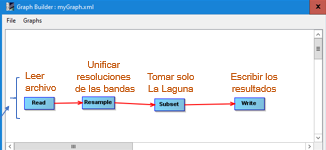 Graph Builder : myGraph.xml
File Graphs
Leer
archivo
Unificar
resoluciones
de las bandas
Tomar solo
La Laguna
Escribir los
resultados
Read
Resample
Subset
Write